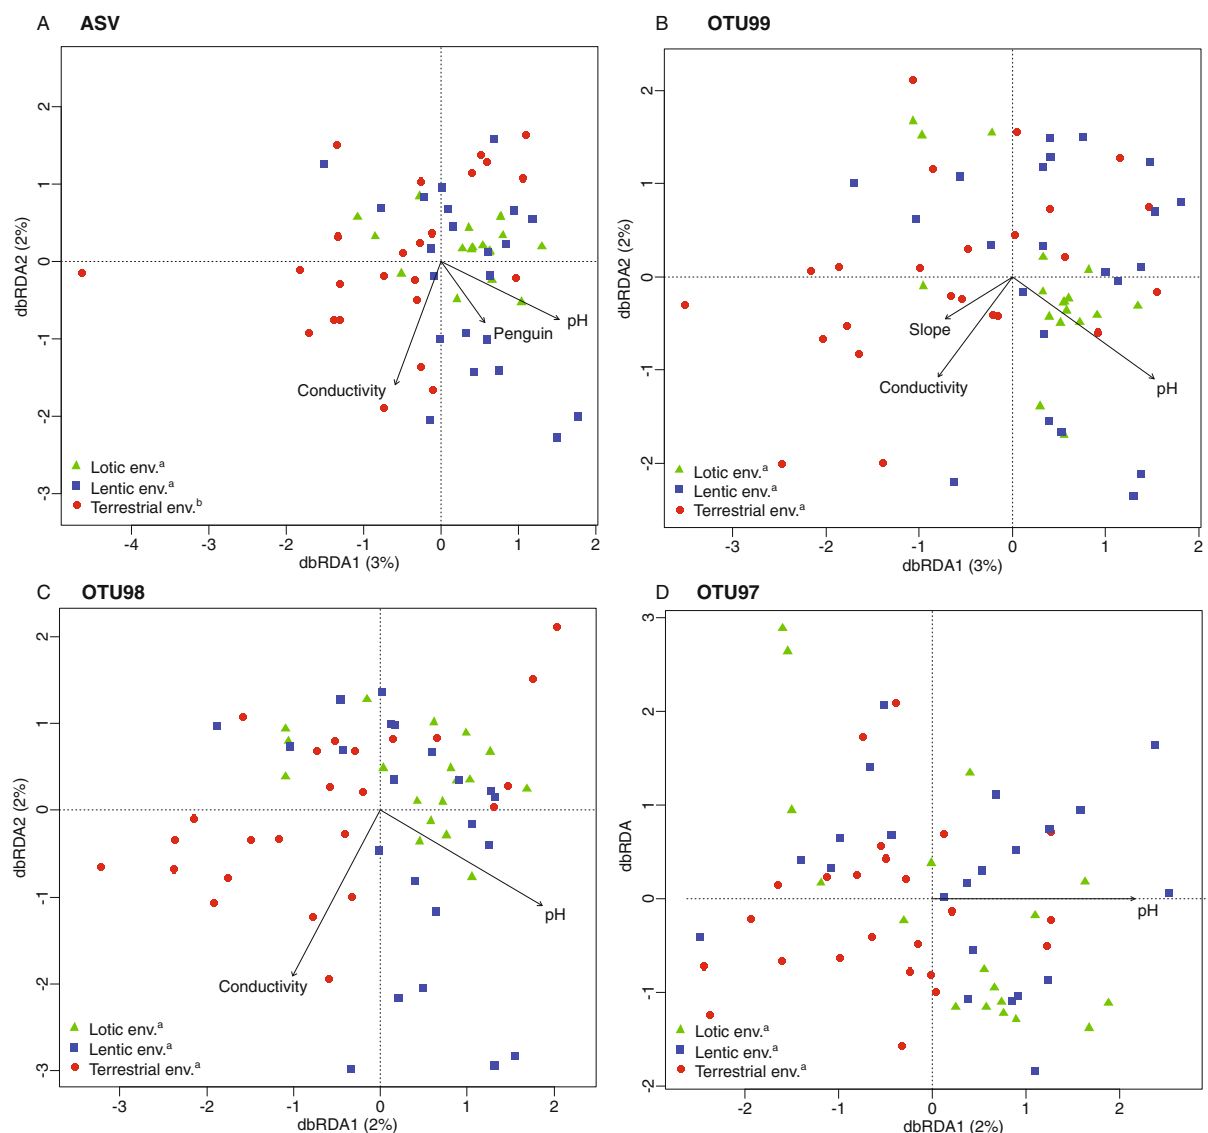 A ASV
2
1
0
-1
-2
-3
dbRDA2 (2%)
pH
Penguin
Conductivity
Lotic env.a
Lentic env.a
Terrestrial env.b
-4 -3 -2 -1 0 1 2
dbRDA1 (3%)
B OTU99
2
1
0
-1
-2
dbRDA2 (2%)
Slope
Conductivity
pH
Lotic env.a
Lentic env.a
Terrestrial env.a
-3 -2 -1 0 1 2
dbRDA1 (3%)
C OTU98
2
1
0
-1
-2
-3
dbRDA2 (2%)
pH
Conductivity
Lotic env.a
Lentic env.a
Terrestrial env.a
-3 -2 -1 0 1 2
dbRDA1 (2%)
D OTU97
3
2
1
0
-1
-2
dbRDA
pH
Lotic env.a
Lentic env.a
Terrestrial env.a
-2 -1 0 1 2
dbRDA1 (2%)